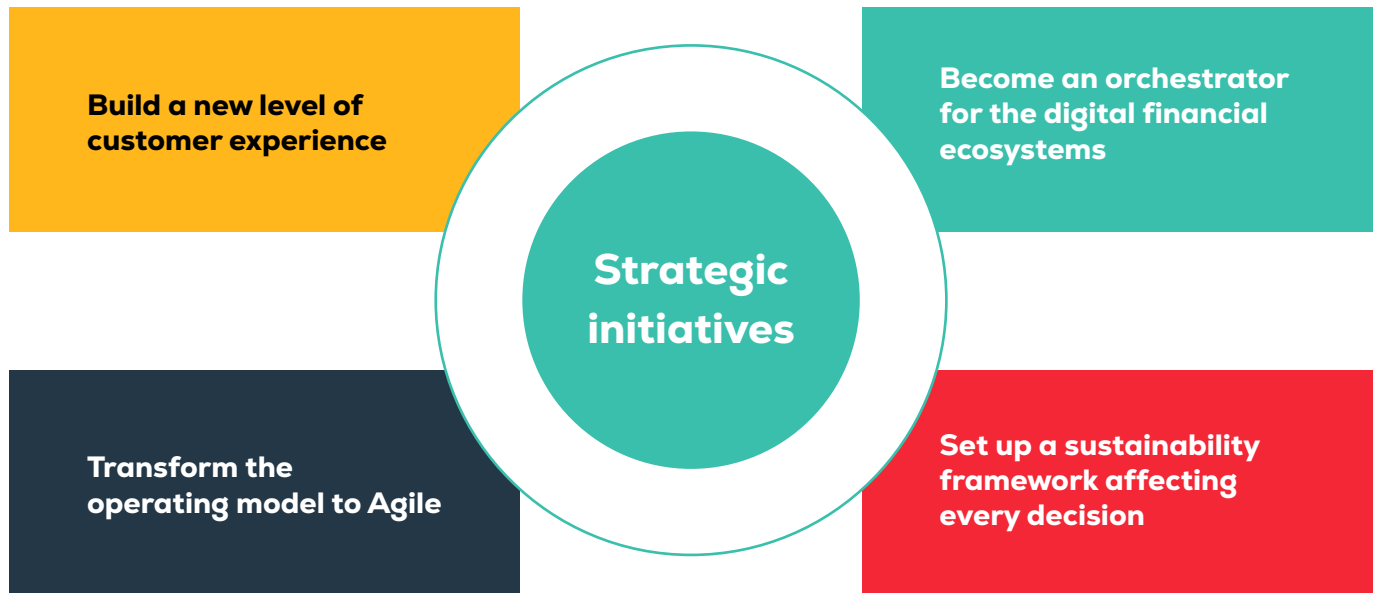 Build a new level of
customer experience
Become an orchestrator
for the digital financial
ecosystems
Strategic
initiatives
Transform the
operating model to Agile
Set up a sustainability
framework affecting
every decision